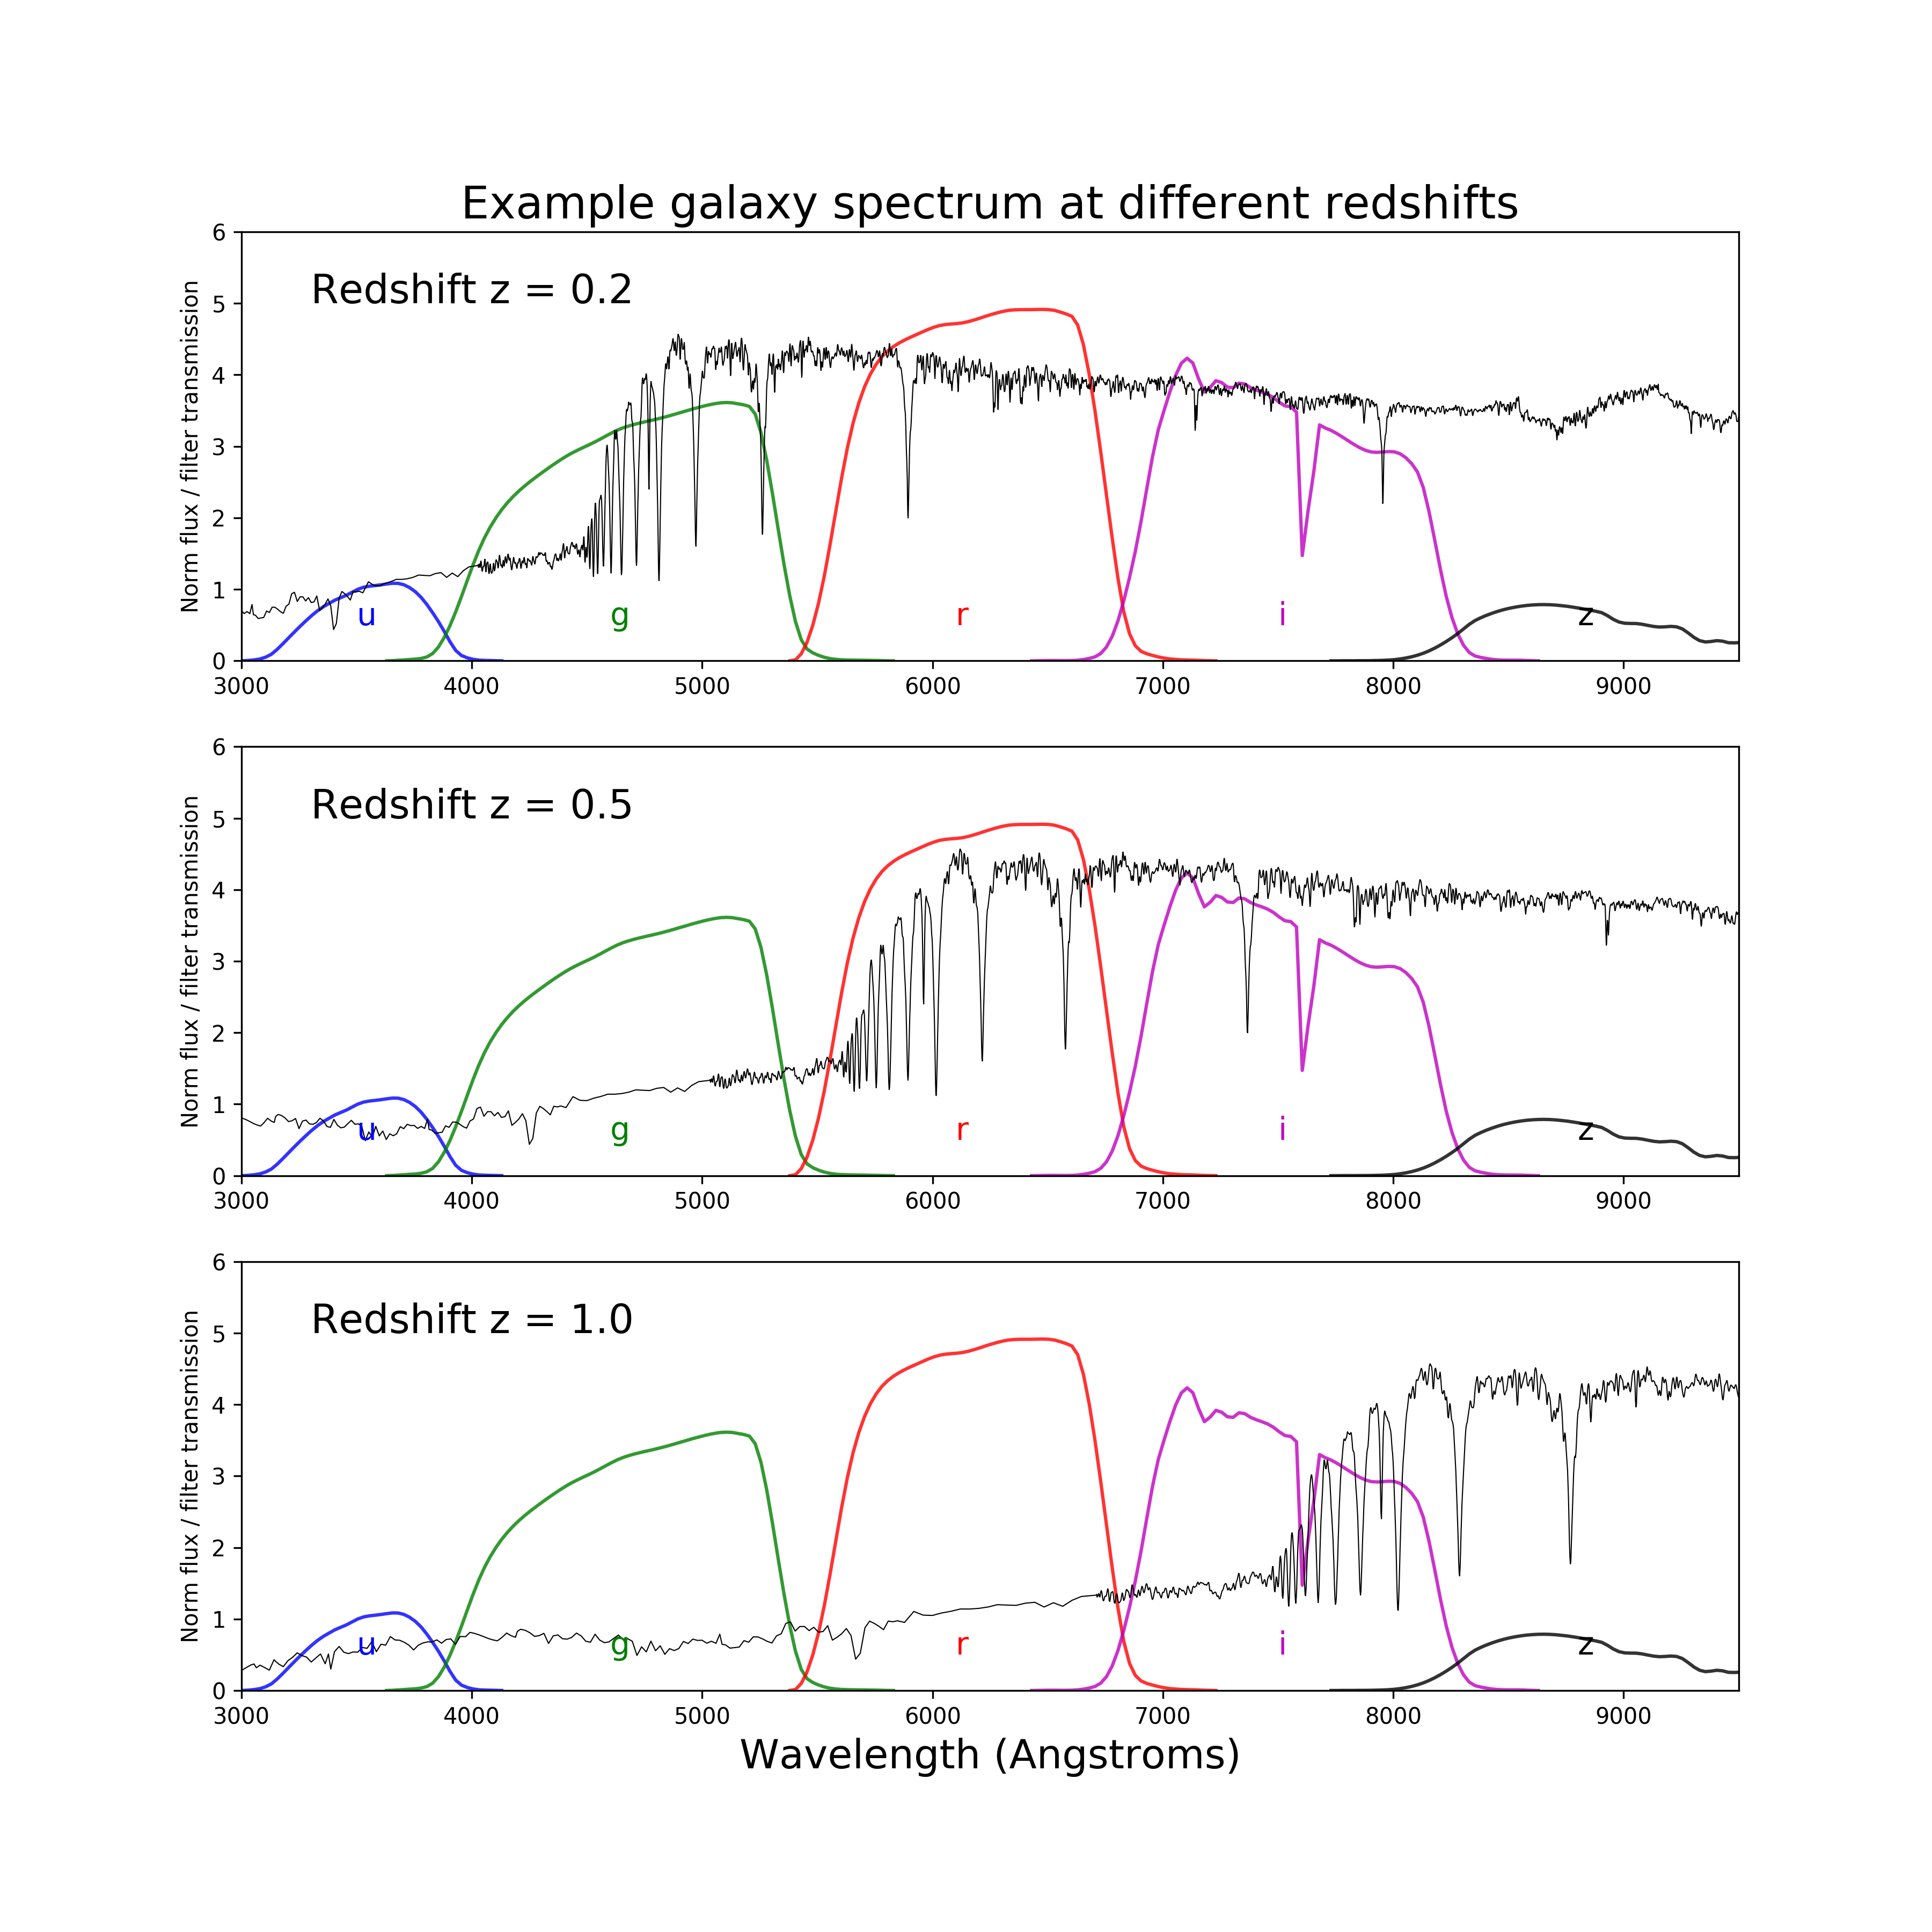 Example galaxy spectrum at different redshifts
6
5
4
3
2
1
0
Norm flux / filter transmission
Redshift z = 0.2
u
g
r
i
z
3000 4000 5000 6000 7000 8000 9000
6
5
4
3
2
1
0
Norm flux / filter transmission
Redshift z = 0.5
u
g
r
i
z
3000 4000 5000 6000 7000 8000 9000
6
5
4
3
2
1
0
Norm flux / filter transmission
Redshift z = 1.0
u
g
r
i
z
3000 4000 5000 6000 7000 8000 9000
Wavelength (Angstroms)